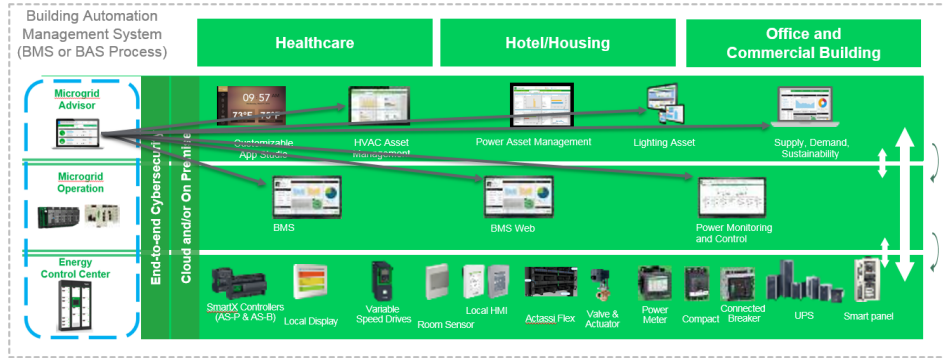 Building Automation
Management System
(BMS or BAS Process)
Healthcare
Hotel/Housing
Office and
Commercial Building
Microgrid
Advisor
Microgrid
Operation
Energy
Control Center
End-to-end Cybersecurity
Cloud and/or On Premise
09 57
73°F
Customizable
App Studio
HVAC Asset
Management
Power Asset Management
Lighting Asset
Supply, Demand,
Sustainability
BMS
BMS Web
Power Monitoring
and Control
SmartX Controllers
(AS-P & AS-B)
Local Display
Variable
Speed Drives
Room Sensor
Local HMI
Actassi Flex
Valve &
Actuator
Power
Meter
Compact
Connected
Breaker
UPS
Smart panel